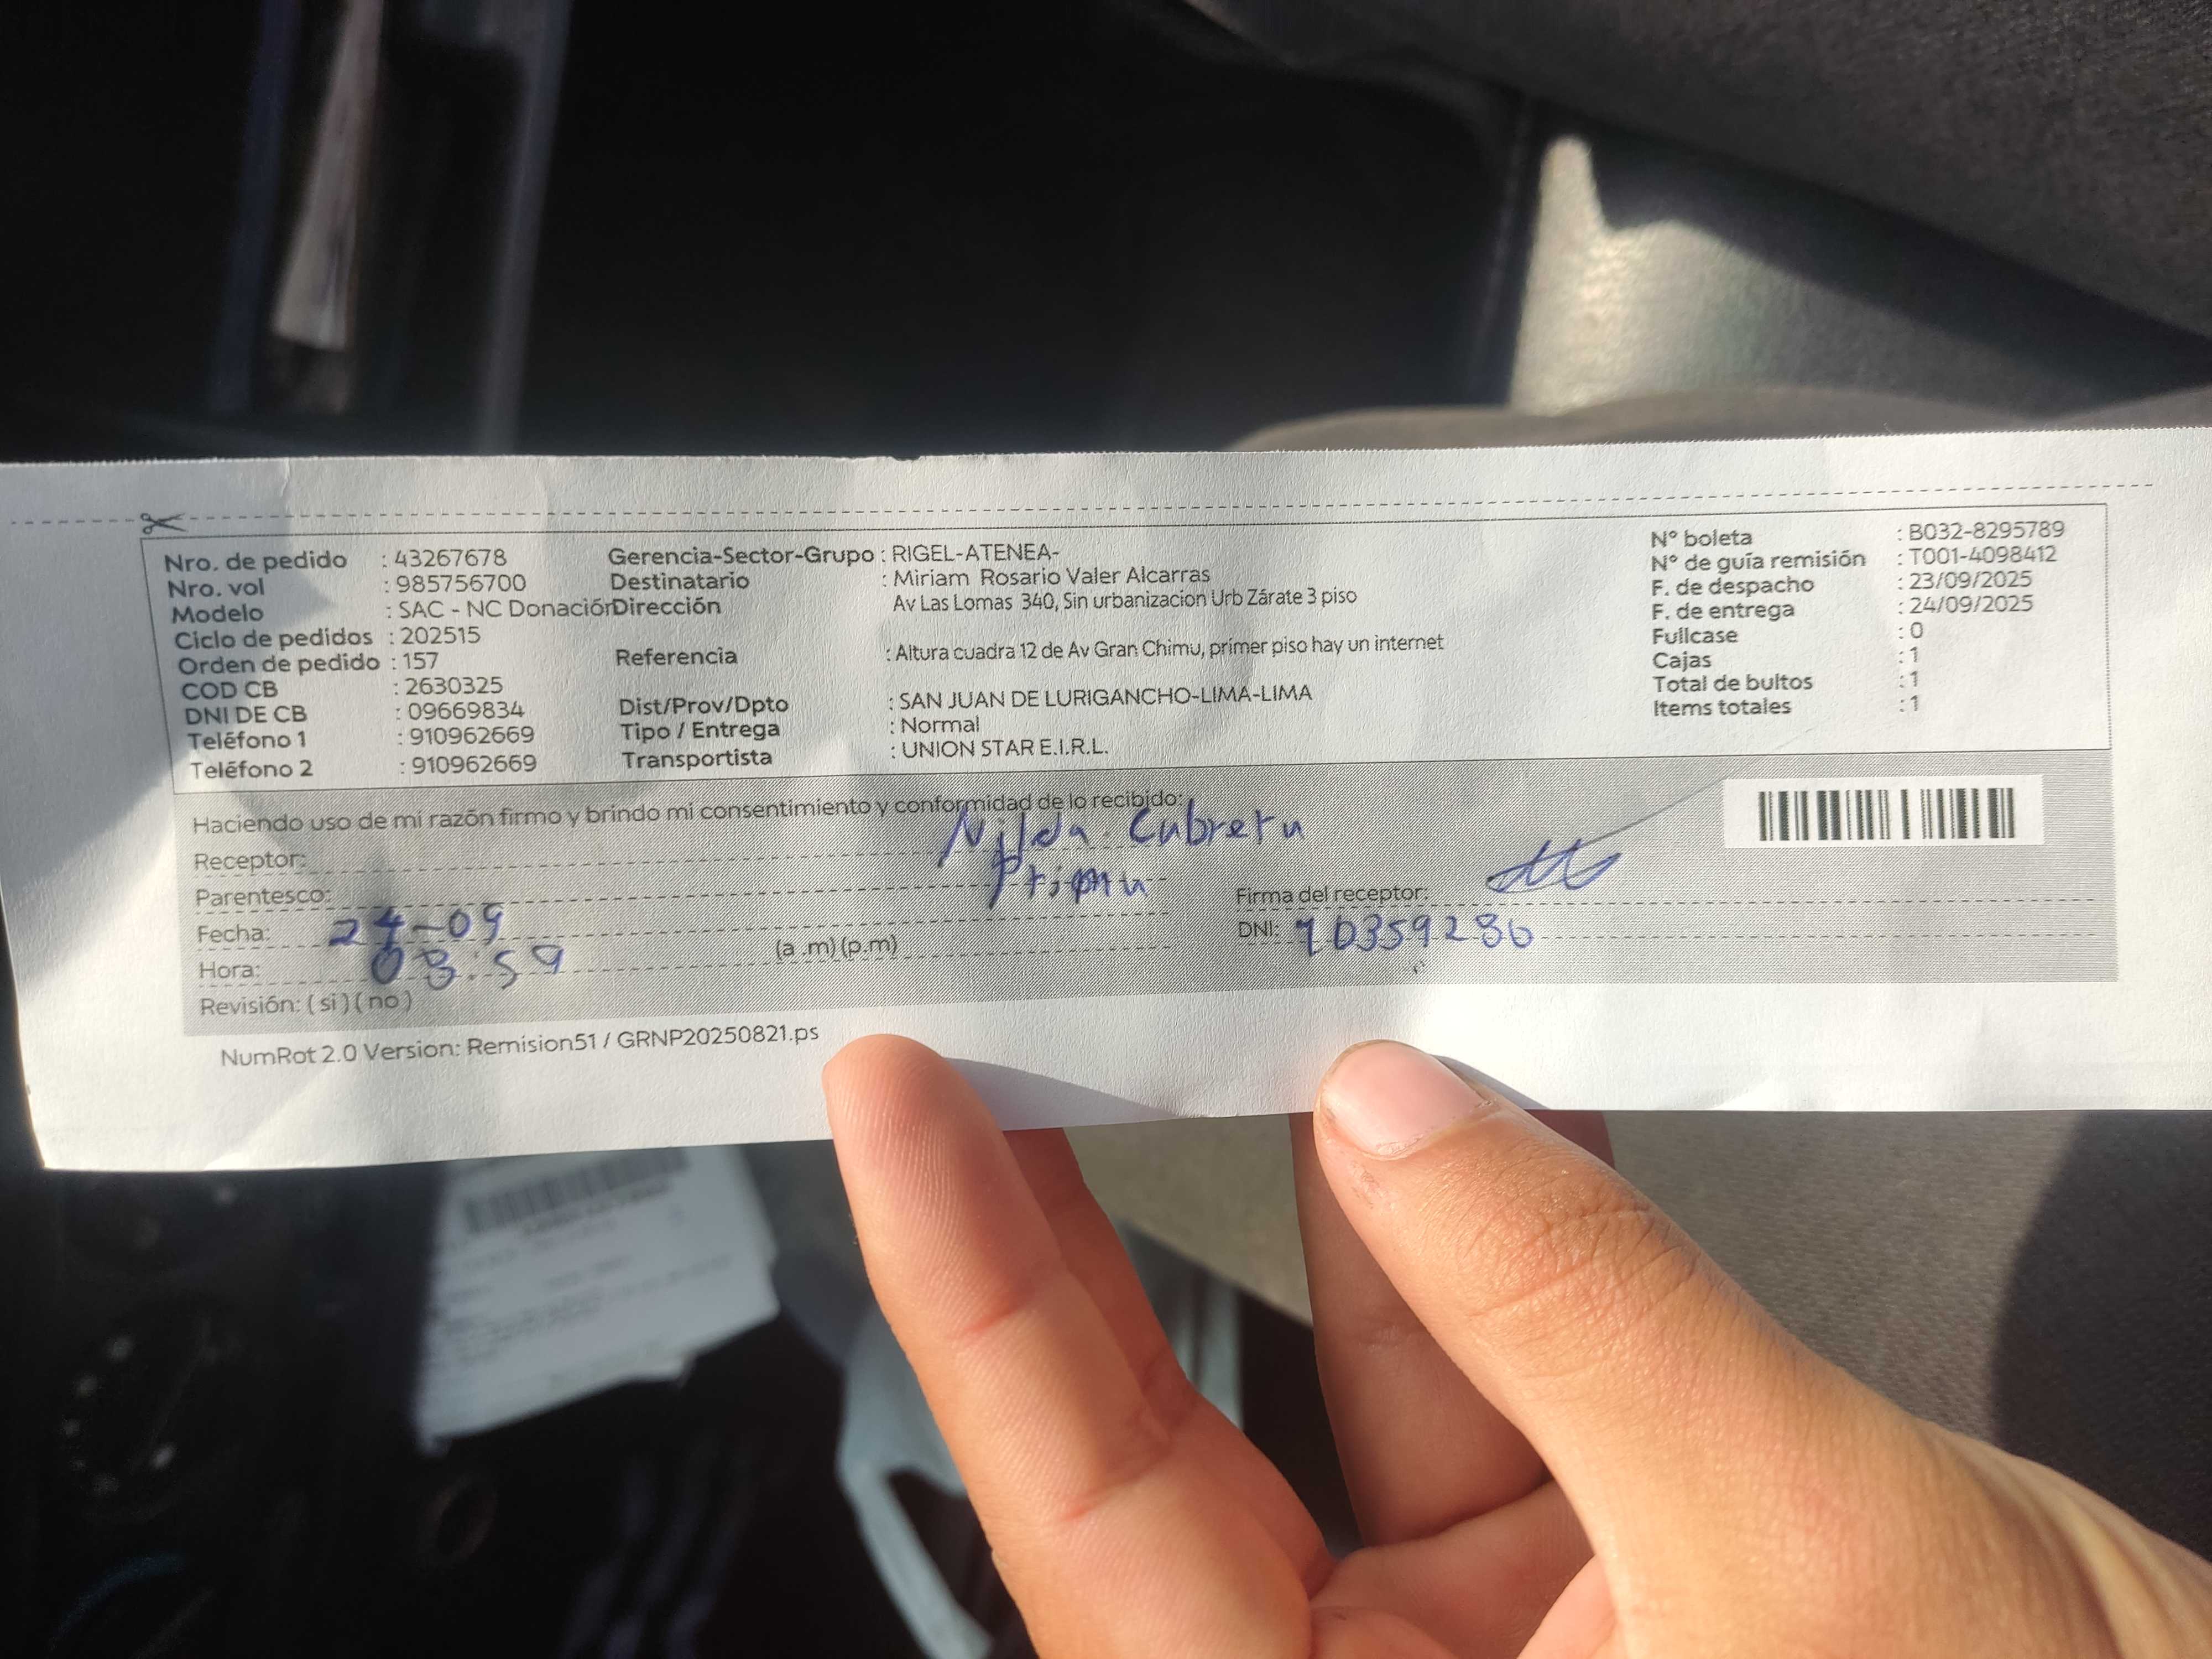 Nro. de pedido : 43267678 Gerencia-Sector-Grupo : RIGEL-ATENEA- N° boleta : B032-8295789
Nro. vol : 985756700 Destinatario : Miriam Rosario Valer Alcarras N° de guía remisión : T001-4098412
Modelo : SAC - NC Donación Dirección Av Las Lomas 340, Sin urbanizacion Urb Zárate 3 piso F. de despacho : 23/09/2025
Ciclo de pedidos : 202515 F. de entrega : 24/09/2025
Orden de pedido : 157 Referencia : Altura cuadra 12 de Av Gran Chimu, primer piso hay un internet Fullcase : 0
COD CB : 2630325 Cajas : 1
DNI DE CB : 09669834 Dist/Prov/Dpto : SAN JUAN DE LURIGANCHO-LIMA-LIMA Total de bultos : 1
Teléfono 1 : 910962669 Tipo / Entrega : Normal Items totales : 1
Teléfono 2 : 910962669 Transportista : UNION STAR E.I.R.L.
Haciendo uso de mi razón firmo y brindo mi consentimiento y conformidad de lo recibido:
Receptor: Nilda Cabrera
Parentesco: Prima Firma del receptor:
Fecha: 24-09 DNI: 10359286
Hora: 08:59 (a .m) (p.m)
Revisión: ( si ) ( no )
NumRot 2.0 Version: Remision51 / GRNP20250821.ps